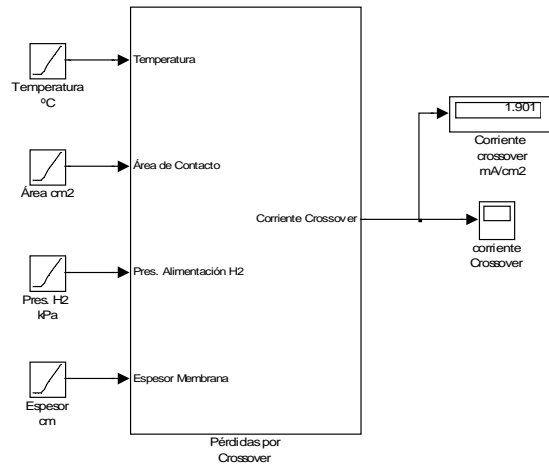 Temperatura
ºC
Temperatura
Área cm2
Área de Contacto
Pres. H2
kPa
Pres. Alimentación H2
Espesor
cm
Espesor Membrana
Corriente Crossover
Pérdidas por
Crossover
1.901
Corriente
crossover
mA/cm2
corriente
Crossover